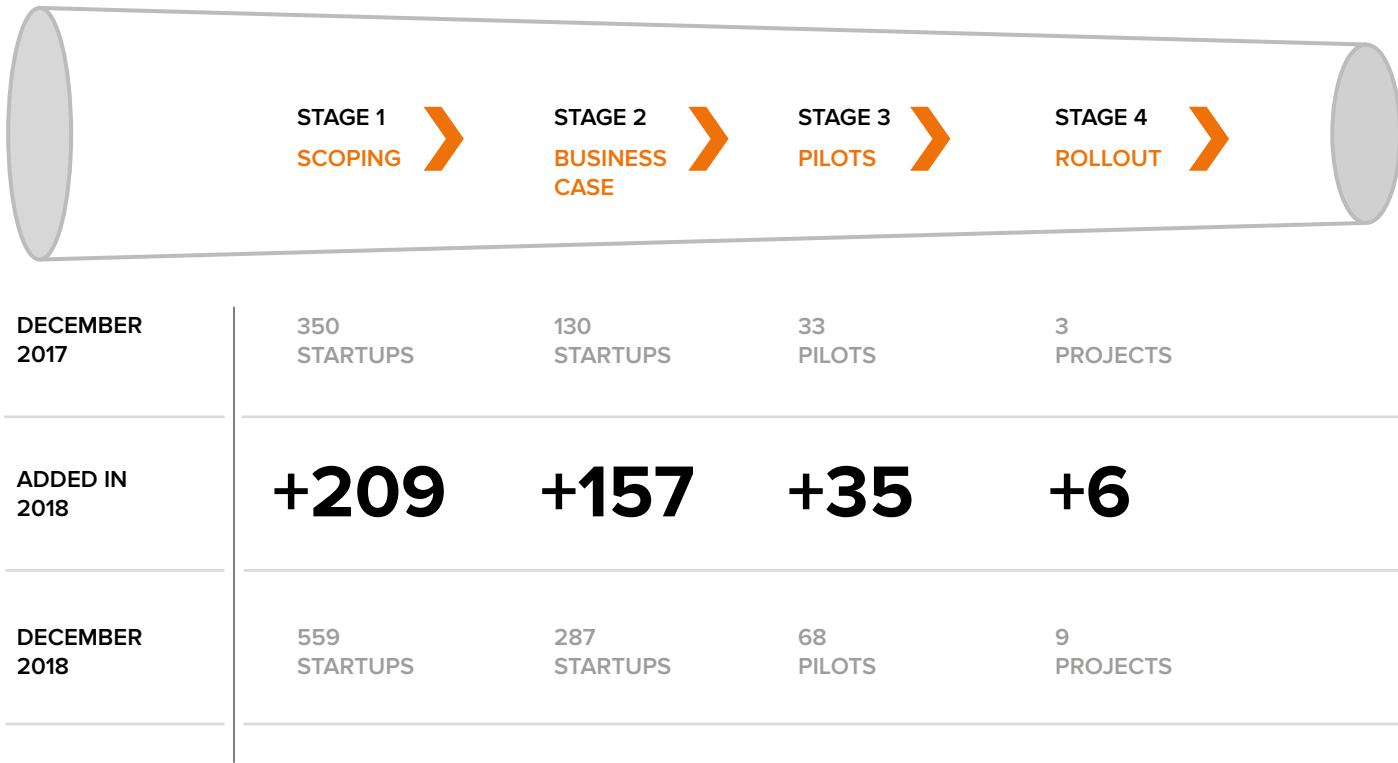 STAGE 1
SCOPING
STAGE 2
BUSINESS
CASE
STAGE 3
PILOTS
STAGE 4
ROLLOUT
DECEMBER
2017
350
STARTUPS
130
STARTUPS
33
PILOTS
3
PROJECTS
ADDED IN
2018
+209
+157
+35
+6
DECEMBER
2018
559
STARTUPS
287
STARTUPS
68
PILOTS
9
PROJECTS